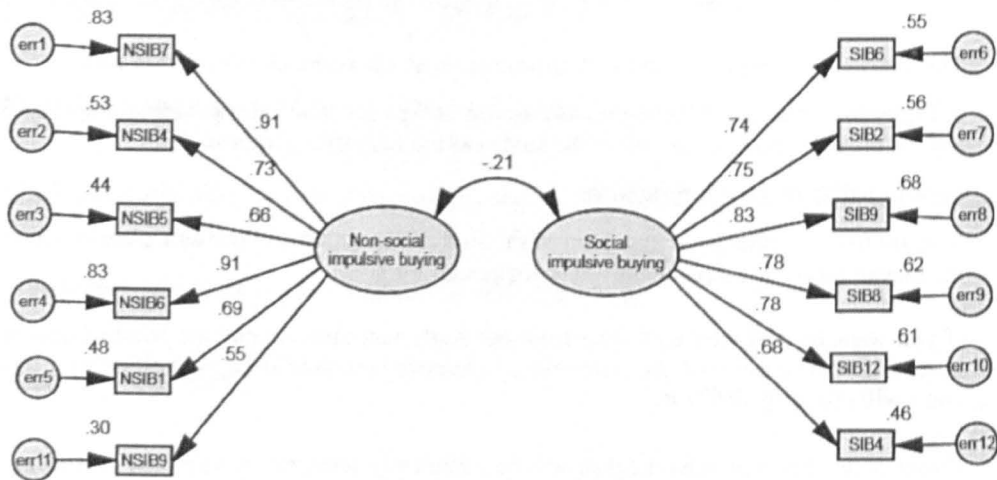 .83
err1
NSIB7
.53
err2
NSIB4
.44
err3
NSIB5
.83
err4
NSIB6
.48
err5
NSIB1
.30
err11
NSIB9
.91
.73
.66
.91
.69
.55
Non-social
impulsive buying
-.21
Social
impulsive buying
.74
.75
.83
.78
.78
.68
.55
SIB6
err6
.56
SIB2
err7
.68
SIB9
err8
.62
SIB8
err9
.61
SIB12
err10
.46
SIB4
err12